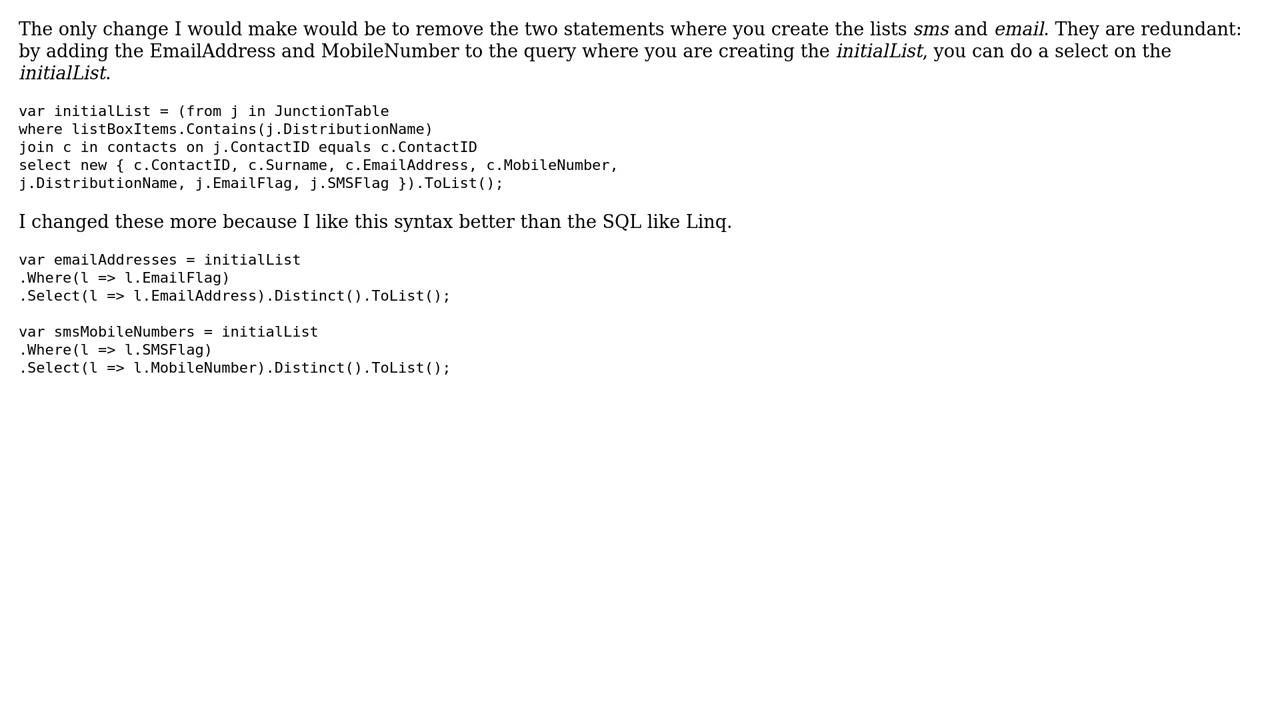 The only change I would make would be to remove the two statements where you create the lists sms and email. They are redundant:
by adding the EmailAddress and MobileNumber to the query where you are creating the initialList, you can do a select on the
initialList.
var initialList = (from j in JunctionTable
where listBoxItems.Contains(j.DistributionName)
join c in contacts on j.ContactID equals c.ContactID
select new { c.ContactID, c.Surname, c.EmailAddress, c.MobileNumber,
j.DistributionName, j.EmailFlag, j.SMSFlag }).ToList();
I changed these more because I like this syntax better than the SQL like Linq.
var emailAddresses = initialList
.Where(l => l.EmailFlag)
.Select(l => l.EmailAddress).Distinct().ToList();
var smsMobileNumbers = initialList
.Where(l => l.SMSFlag)
.Select(l => l.MobileNumber).Distinct().ToList();